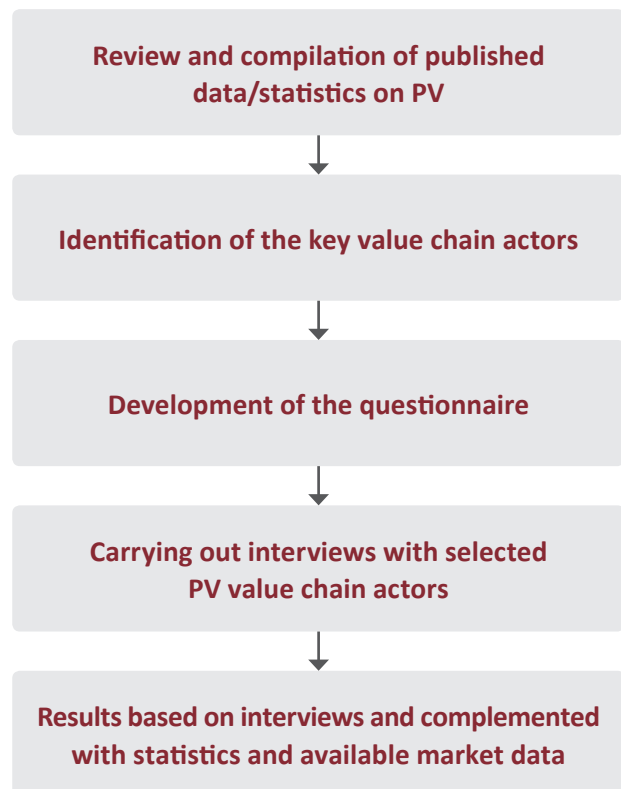 Review and compilation of published
data/statistics on PV
Identification of the key value chain actors
Development of the questionnaire
Carrying out interviews with selected
PV value chain actors
Results based on interviews and complemented
with statistics and available market data